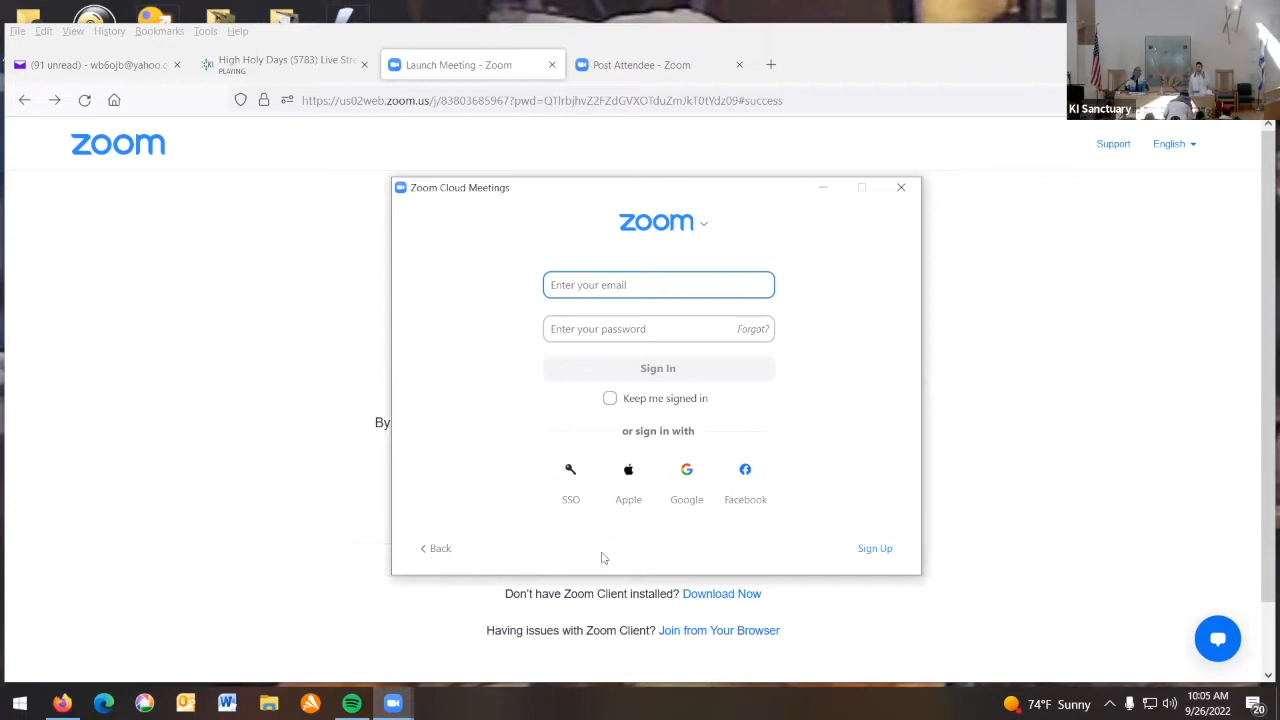 File Edit View History Bookmarks Tools Help
(91 unread) - wb6ojb@yahoo.c
High Holy Days (5783) Live Stre
PLAYING
Launch Meeting - Zoom
Post Attendee - Zoom
https://us02web.zoom.us/j/83503685967?pwd=QTlrbjhvZ2FZdGVXOTduZmJkT0tYdz09#success
KI Sanctuary
zoom
Support English
Zoom Cloud Meetings
zoom
Enter your email
Enter your password Forgot?
Sign In
Keep me signed in
By
or sign in with
SSO Apple Google Facebook
Back Sign Up
Don't have Zoom Client installed? Download Now
Having issues with Zoom Client? Join from Your Browser
74°F Sunny
10:05 AM
9/26/2022
20